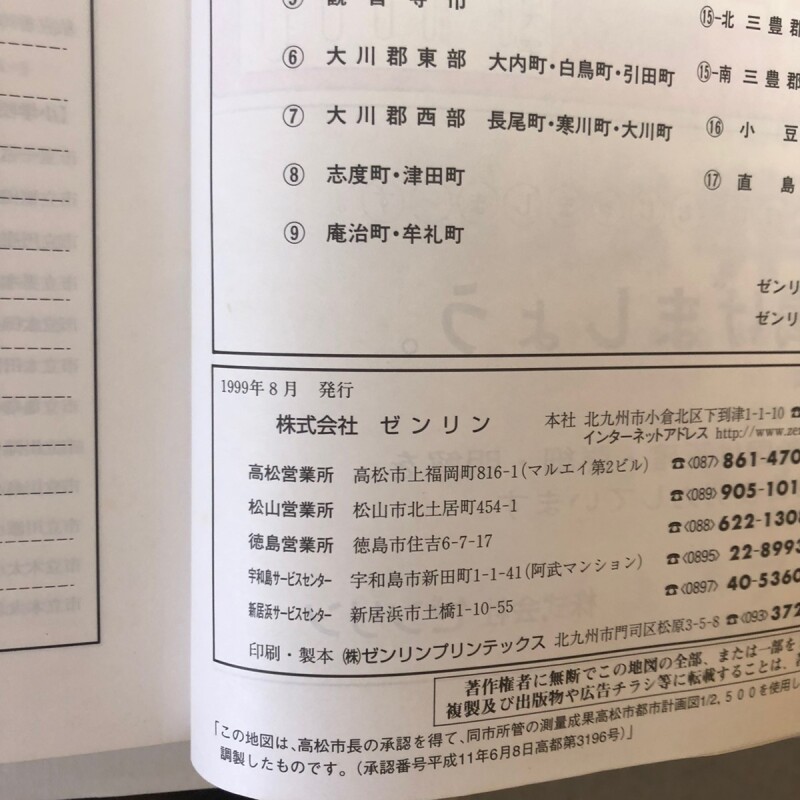 ⑤ 観音寺市
⑥ 大川郡東部 大内町・白鳥町・引田町
⑦ 大川郡西部 長尾町・寒川町・大川町
⑧ 志度町・津田町
⑨ 庵治町・牟礼町
⑮-北 三豊郡
⑮-南 三豊郡
⑯ 小豆
⑰ 直島
ゼンリ
ゼンリ
1999年8月 発行
株式会社 ゼンリン 本社 北九州市小倉北区下到津1-1-10 ☎
インターネットアドレス http://www.ze
高松営業所 高松市上福岡町816-1(マルエイ第2ビル) ☎〈087〉861-470
松山営業所 松山市北土居町454-1 ☎〈089〉905-101
徳島営業所 徳島市住吉6-7-17 ☎〈088〉622-1308
宇和島サービスセンター 宇和島市新田町1-1-41(阿武マンション) ☎〈0895〉22-8993
新居浜サービスセンター 新居浜市土橋1-10-55 ☎〈0897〉40-5360
印刷・製本 ㈱ゼンリンプリンテックス 北九州市門司区松原3-5-8 ☎〈093〉372
著作権者に無断でこの地図の全部、または一部を
複製及び出版物や広告チラシ等に転載することは、
「この地図は、高松市長の承認を得て、同市所管の測量成果高松市都市計画図1/2,500を使用し
調製したものです。(承認番号平成11年6月8日高都第3196号)」